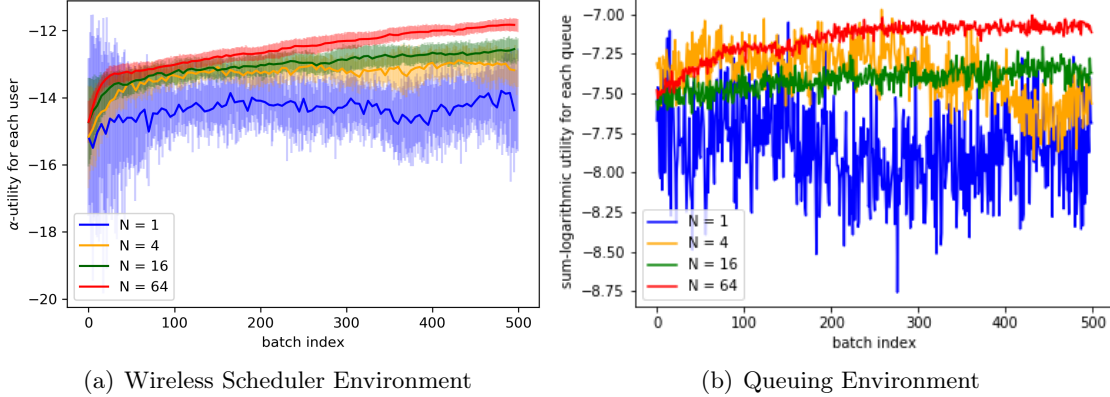 −12
−14
−16
−18
−20
α-utility for each user
N = 1
N = 4
N = 16
N = 64
0
100
200
300
400
500
batch index
(a) Wireless Scheduler Environment
−7.00
−7.25
−7.50
−7.75
−8.00
−8.25
−8.50
−8.75
sum-logarithmic utility for each queue
N = 1
N = 4
N = 16
N = 64
0
100
200
300
400
500
batch index
(b) Queuing Environment